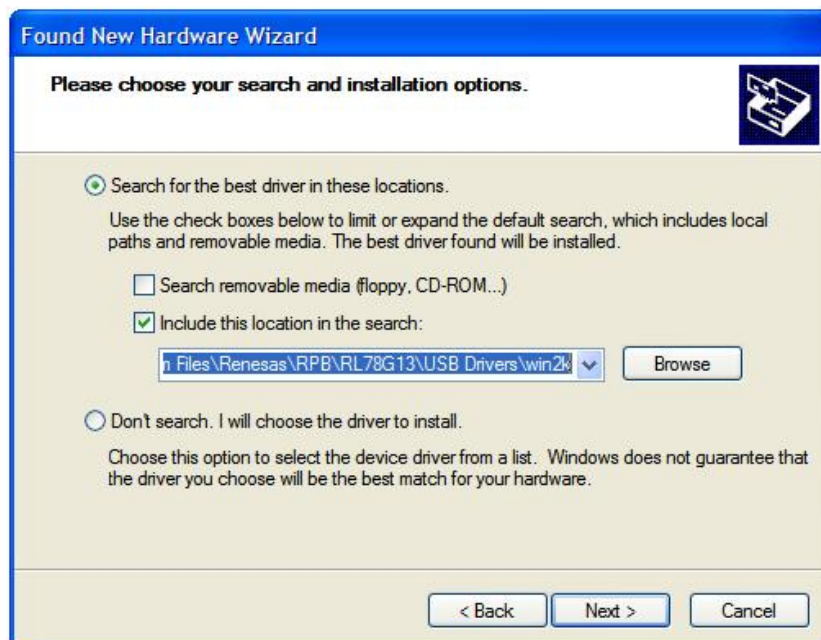 Found New Hardware Wizard
Please choose your search and installation options.
Search for the best driver in these locations.
Use the check boxes below to limit or expand the default search, which includes local
paths and removable media. The best driver found will be installed.
Search removable media (floppy, CD-ROM...)
Include this location in the search:
n Files\Renesas\RPB\RL78G13\USB Drivers\win2k
Browse
Don't search. I will choose the driver to install.
Choose this option to select the device driver from a list. Windows does not guarantee that
the driver you choose will be the best match for your hardware.
< Back
Next >
Cancel